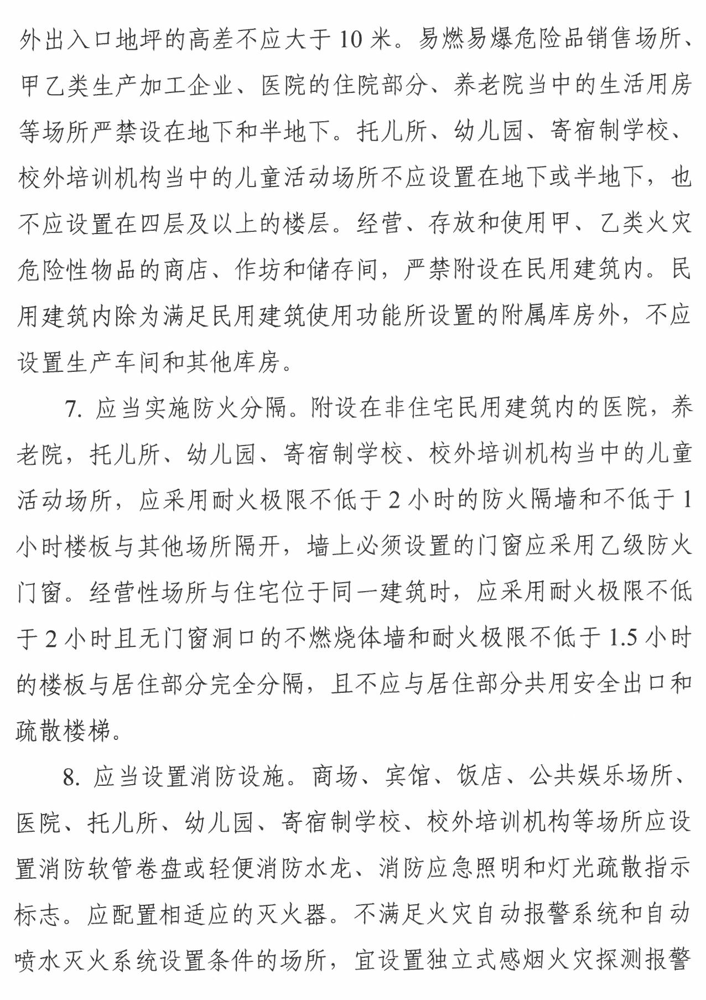 外出入口地坪的高差不应大于 10 米。易燃易爆危险品销售场所、
甲乙类生产加工企业、医院的住院部分、养老院当中的生活用房
等场所严禁设在地下和半地下。托儿所、幼儿园、寄宿制学校、
校外培训机构当中的儿童活动场所不应设置在地下或半地下，也
不应设置在四层及以上的楼层。经营、存放和使用甲、乙类火灾
危险性物品的商店、作坊和储存间，严禁附设在民用建筑内。民
用建筑内除为满足民用建筑使用功能所设置的附属库房外，不应
设置生产车间和其他库房。
7. 应当实施防火分隔。附设在非住宅民用建筑内的医院，养
老院，托儿所、幼儿园、寄宿制学校、校外培训机构当中的儿童
活动场所，应采用耐火极限不低于 2 小时的防火隔墙和不低于 1
小时楼板与其他场所隔开，墙上必须设置的门窗应采用乙级防火
门窗。经营性场所与住宅位于同一建筑时，应采用耐火极限不低
于 2 小时且无门窗洞口的不燃烧体墙和耐火极限不低于 1.5 小时
的楼板与居住部分完全分隔，且不应与居住部分共用安全出口和
疏散楼梯。
8. 应当设置消防设施。商场、宾馆、饭店、公共娱乐场所、
医院、托儿所、幼儿园、寄宿制学校、校外培训机构等场所应设
置消防软管卷盘或轻便消防水龙、消防应急照明和灯光疏散指示
标志。应配置相适应的灭火器。不满足火灾自动报警系统和自动
喷水灭火系统设置条件的场所，宜设置独立式感烟火灾探测报警